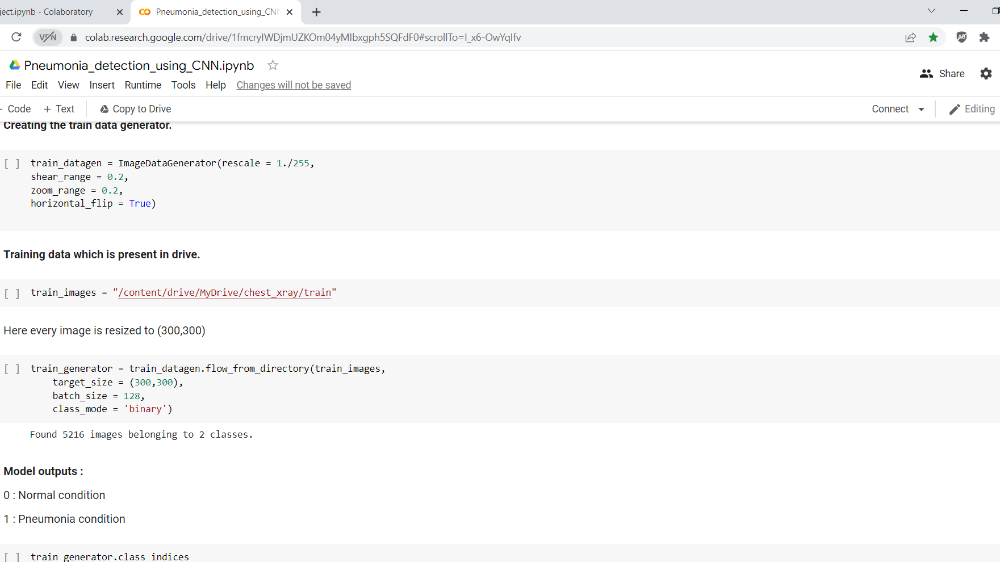 ject.ipynb - Colaboratory
Pneumonia_detection_using_CN
VPN
colab.research.google.com/drive/1fmcryIWDjmUZKOm04yMIbxgph5SQFdF0#scrollTo=I_x6-OwYqIfv
Pneumonia_detection_using_CNN.ipynb
Share
File Edit View Insert Runtime Tools Help Changes will not be saved
Code + Text Copy to Drive Connect Editing
Creating the train data generator.
[ ] train_datagen = ImageDataGenerator(rescale = 1./255,
shear_range = 0.2,
zoom_range = 0.2,
horizontal_flip = True)
Training data which is present in drive.
[ ] train_images = "/content/drive/MyDrive/chest_xray/train"
Here every image is resized to (300,300)
[ ] train_generator = train_datagen.flow_from_directory(train_images,
target_size = (300,300),
batch_size = 128,
class_mode = 'binary')
Found 5216 images belonging to 2 classes.
Model outputs :
0 : Normal condition
1 : Pneumonia condition
[ ] train_generator.class_indices